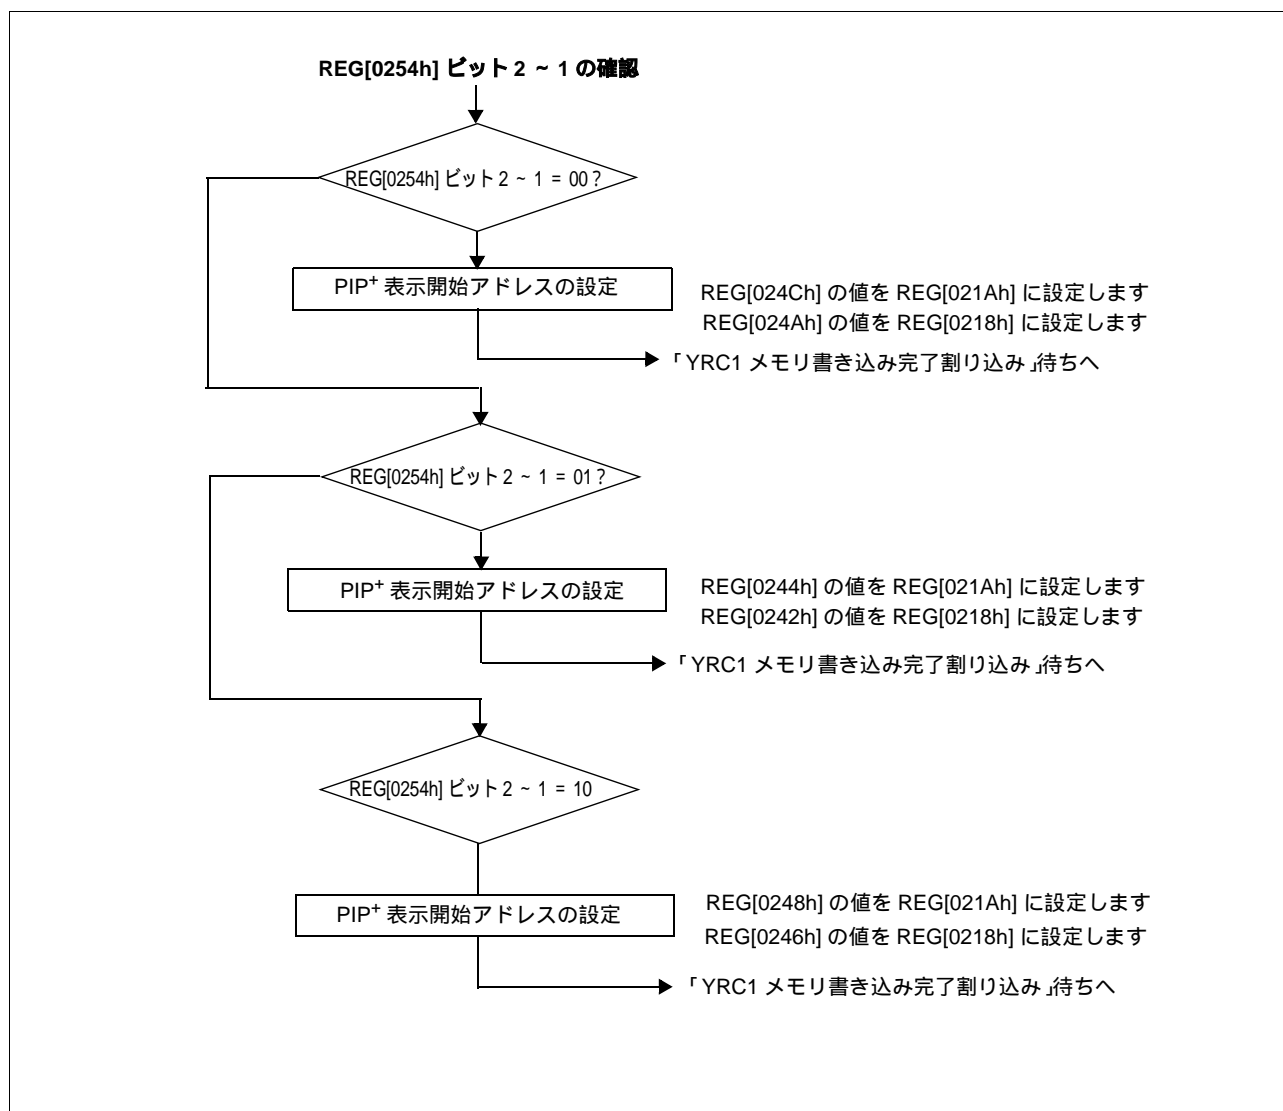 REG[0254h] ビット 2 ~ 1 の確認
REG[0254h] ビット 2 ~ 1 = 00 ?
PIP+ 表示開始アドレスの設定
REG[024Ch] の値を REG[021Ah] に設定します
REG[024Ah] の値を REG[0218h] に設定します
「YRC1 メモリ書き込み完了割り込み」待ちへ
REG[0254h] ビット 2 ~ 1 = 01 ?
PIP+ 表示開始アドレスの設定
REG[0244h] の値を REG[021Ah] に設定します
REG[0242h] の値を REG[0218h] に設定します
「YRC1 メモリ書き込み完了割り込み」待ちへ
REG[0254h] ビット 2 ~ 1 = 10
PIP+ 表示開始アドレスの設定
REG[0248h] の値を REG[021Ah] に設定します
REG[0246h] の値を REG[0218h] に設定します
「YRC1 メモリ書き込み完了割り込み」待ちへ